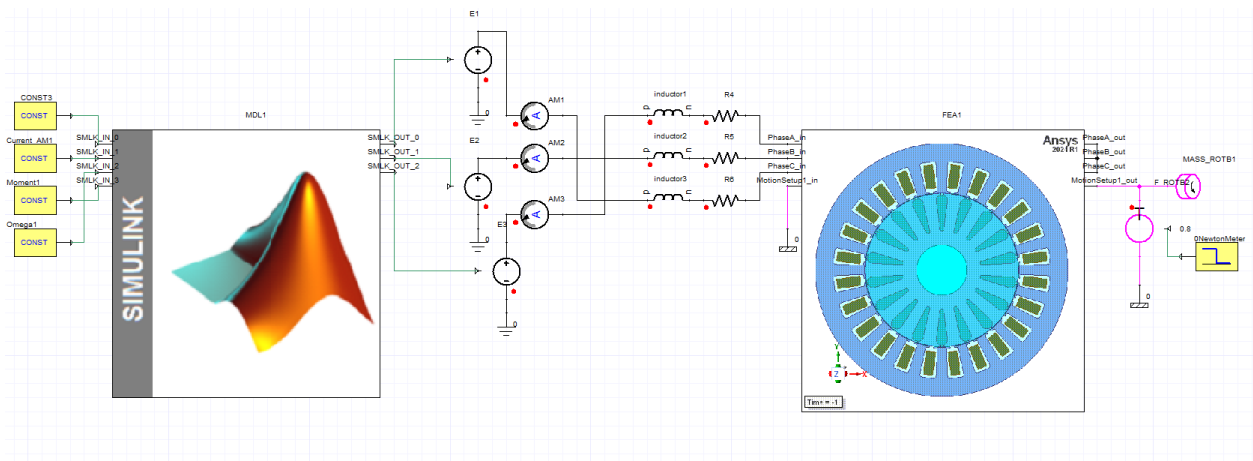 E1
CONST3
CONST
MDL1
AM1
A
inductor1
R4
FEA1
SMLK_IN_0
SMLK_OUT_0
0
PhaseA_in
Ansys
2021 R1
PhaseA_out
Current_AM1
CONST
SMLK_IN_1
SMLK_OUT_1
E2
AM2
A
inductor2
R5
PhaseB_in
PhaseB_out
SMLK_IN_2
SMLK_OUT_2
PhaseC_in
PhaseC_out
MASS_ROTB1
Moment1
CONST
SMLK_IN_3
inductor3
R6
MotionSetup1_in
MotionSetup1_out
F_ROTB2
AM3
A
Omega1
CONST
E3
0
0
0.8
0NewtonMeter
SIMULINK
0
0
Y
Z
X
Time = -1